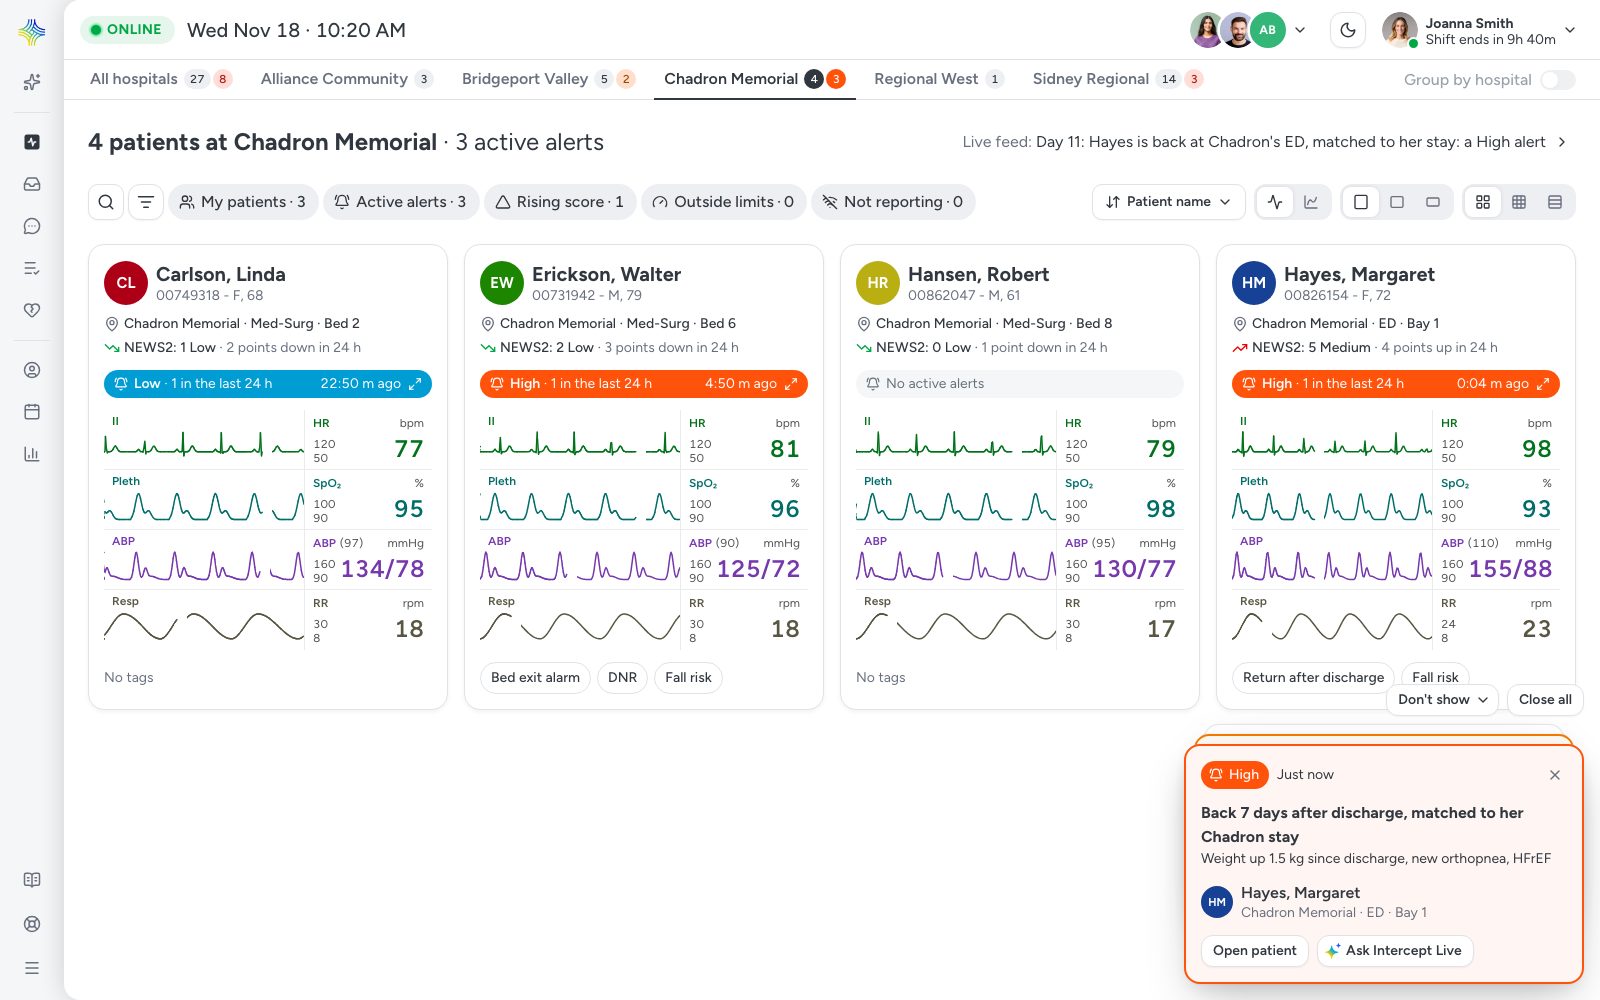 ONLINE Wed Nov 18 · 10:20 AM
AB
Joanna Smith
Shift ends in 9h 40m
All hospitals 27 8 Alliance Community 3 Bridgeport Valley 5 2 Chadron Memorial 4 3 Regional West 1 Sidney Regional 14 3 Group by hospital
4 patients at Chadron Memorial · 3 active alerts
Live feed: Day 11: Hayes is back at Chadron's ED, matched to her stay: a High alert
My patients · 3 Active alerts · 3 Rising score · 1 Outside limits · 0 Not reporting · 0 Patient name
CL
Carlson, Linda
00749318 - F, 68
Chadron Memorial · Med-Surg · Bed 2
NEWS2: 1 Low · 2 points down in 24 h
Low · 1 in the last 24 h 22:50 m ago
II HR bpm
120
50
77
Pleth SpO₂ %
100
90
95
ABP ABP (97) mmHg
160
90
134/78
Resp RR rpm
30
8
18
No tags
EW
Erickson, Walter
00731942 - M, 79
Chadron Memorial · Med-Surg · Bed 6
NEWS2: 2 Low · 3 points down in 24 h
High · 1 in the last 24 h 4:50 m ago
II HR bpm
120
50
81
Pleth SpO₂ %
100
90
96
ABP ABP (90) mmHg
160
90
125/72
Resp RR rpm
30
8
18
Bed exit alarm DNR Fall risk
HR
Hansen, Robert
00862047 - M, 61
Chadron Memorial · Med-Surg · Bed 8
NEWS2: 0 Low · 1 point down in 24 h
No active alerts
II HR bpm
120
50
79
Pleth SpO₂ %
100
90
98
ABP ABP (95) mmHg
160
90
130/77
Resp RR rpm
30
8
17
No tags
HM
Hayes, Margaret
00826154 - F, 72
Chadron Memorial · ED · Bay 1
NEWS2: 5 Medium · 4 points up in 24 h
High · 1 in the last 24 h 0:04 m ago
II HR bpm
120
50
98
Pleth SpO₂ %
100
90
93
ABP ABP (110) mmHg
160
90
155/88
Resp RR rpm
24
8
23
Return after discharge Fall risk
Don't show Close all
High Just now
Back 7 days after discharge, matched to her
Chadron stay
Weight up 1.5 kg since discharge, new orthopnea, HFrEF
HM
Hayes, Margaret
Chadron Memorial · ED · Bay 1
Open patient Ask Intercept Live